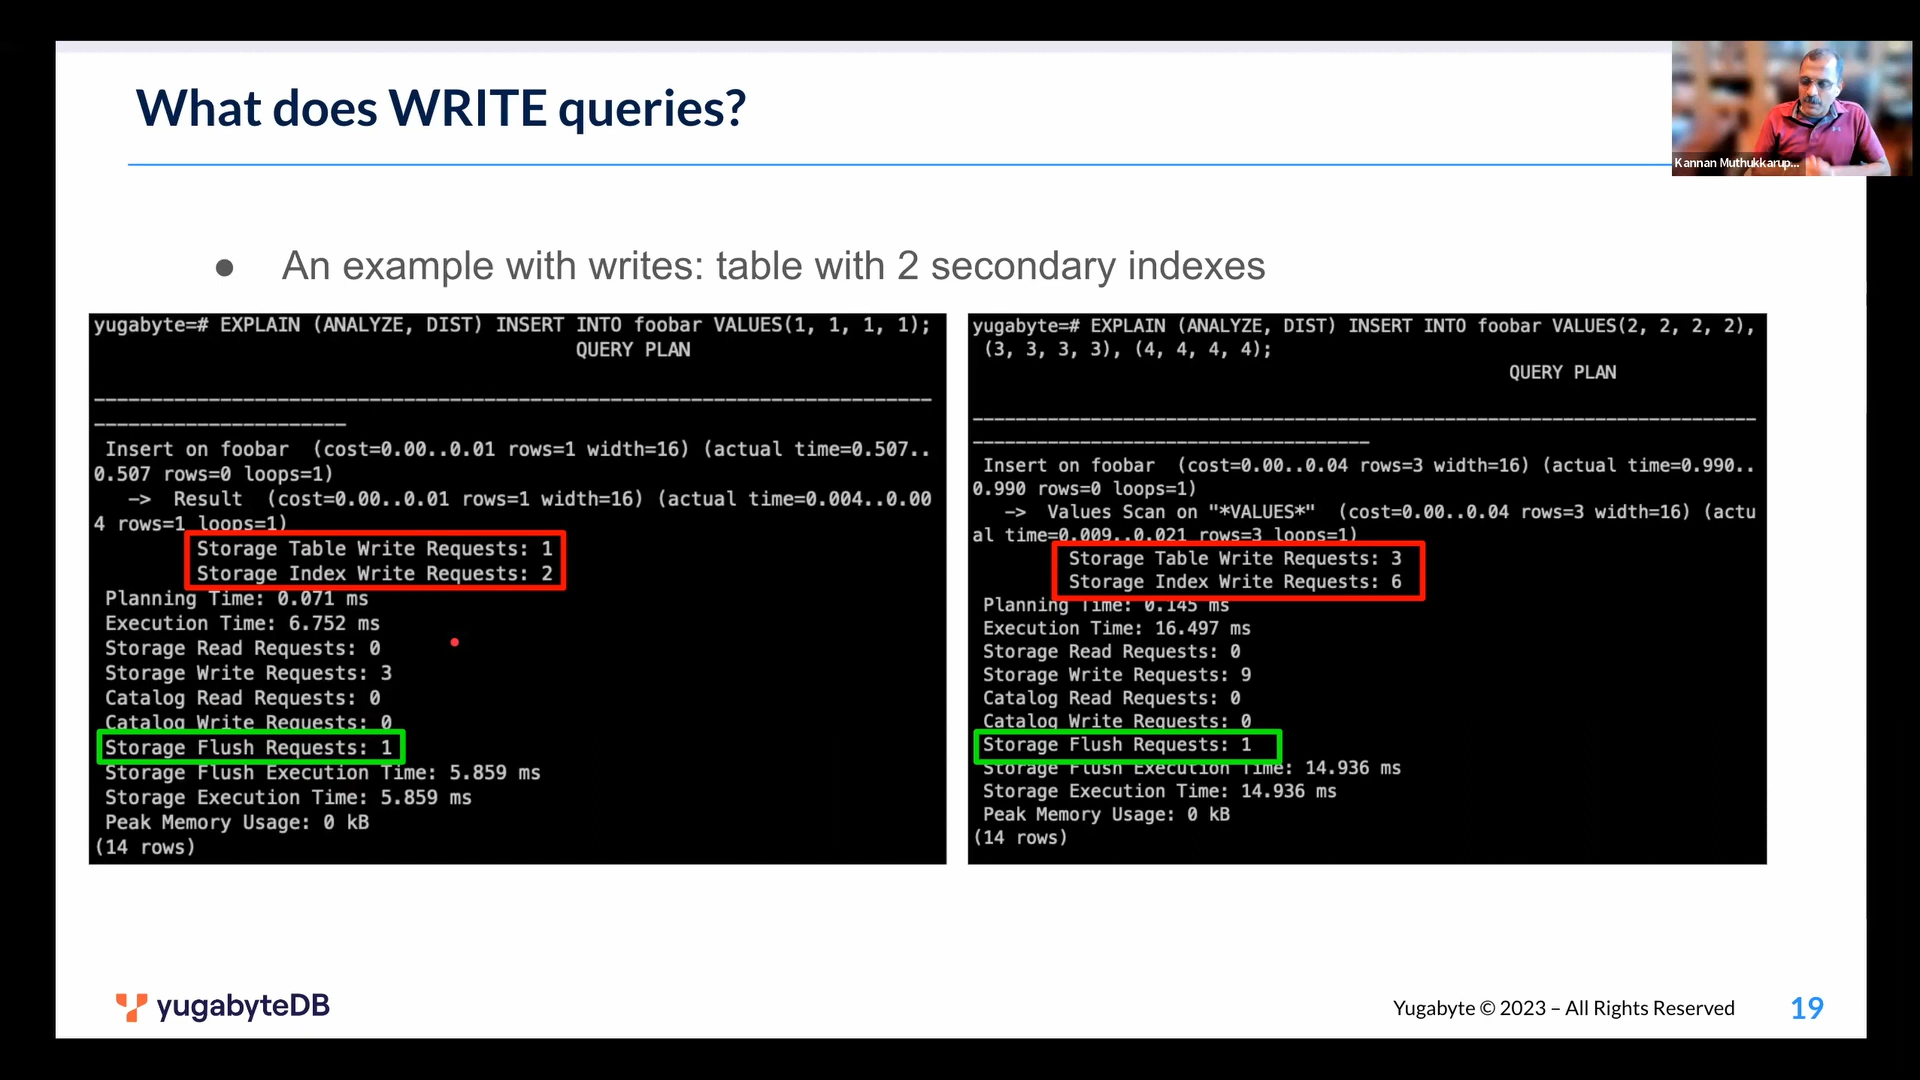 What does WRITE queries?
Kannan Muthukkarup...
● An example with writes: table with 2 secondary indexes
yugabyte=# EXPLAIN (ANALYZE, DIST) INSERT INTO foobar VALUES(1, 1, 1, 1);
QUERY PLAN
Insert on foobar (cost=0.00..0.01 rows=1 width=16) (actual time=0.507..
0.507 rows=0 loops=1)
-> Result (cost=0.00..0.01 rows=1 width=16) (actual time=0.004..0.00
4 rows=1 loops=1)
Storage Table Write Requests: 1
Storage Index Write Requests: 2
Planning Time: 0.071 ms
Execution Time: 6.752 ms
Storage Read Requests: 0
Storage Write Requests: 3
Catalog Read Requests: 0
Catalog Write Requests: 0
Storage Flush Requests: 1
Storage Flush Execution Time: 5.859 ms
Storage Execution Time: 5.859 ms
Peak Memory Usage: 0 kB
(14 rows)
yugabyte=# EXPLAIN (ANALYZE, DIST) INSERT INTO foobar VALUES(2, 2, 2, 2),
(3, 3, 3, 3), (4, 4, 4, 4);
QUERY PLAN
Insert on foobar (cost=0.00..0.04 rows=3 width=16) (actual time=0.990..
0.990 rows=0 loops=1)
-> Values Scan on "*VALUES*" (cost=0.00..0.04 rows=3 width=16) (actu
al time=0.009..0.021 rows=3 loops=1)
Storage Table Write Requests: 3
Storage Index Write Requests: 6
Planning Time: 0.145 ms
Execution Time: 16.497 ms
Storage Read Requests: 0
Storage Write Requests: 9
Catalog Read Requests: 0
Catalog Write Requests: 0
Storage Flush Requests: 1
Storage Flush Execution Time: 14.936 ms
Storage Execution Time: 14.936 ms
Peak Memory Usage: 0 kB
(14 rows)
yugabyteDB
Yugabyte © 2023 – All Rights Reserved
19